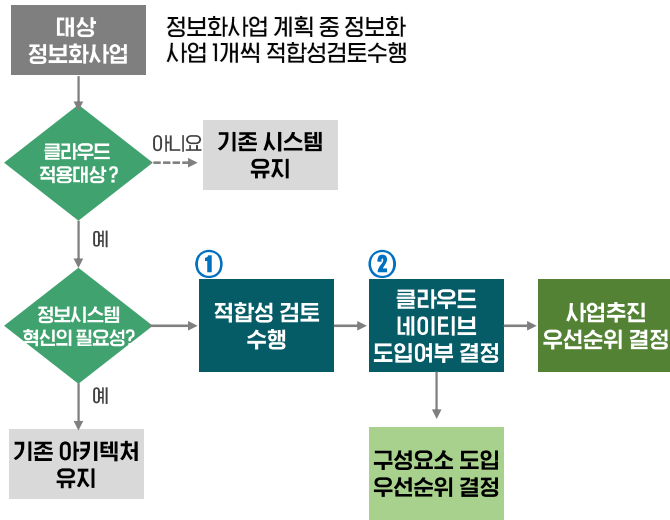 대상
정보화사업
정보화사업 계획 중 정보화
사업 1개씩 적합성검토수행
클라우드
적용대상?
아니요
기존 시스템
유지
예
정보시스템
혁신의 필요성?
①
적합성 검토
수행
②
클라우드
네이티브
도입여부 결정
사업추진
우선순위 결정
예
기존 아키텍처
유지
구성요소 도입
우선순위 결정